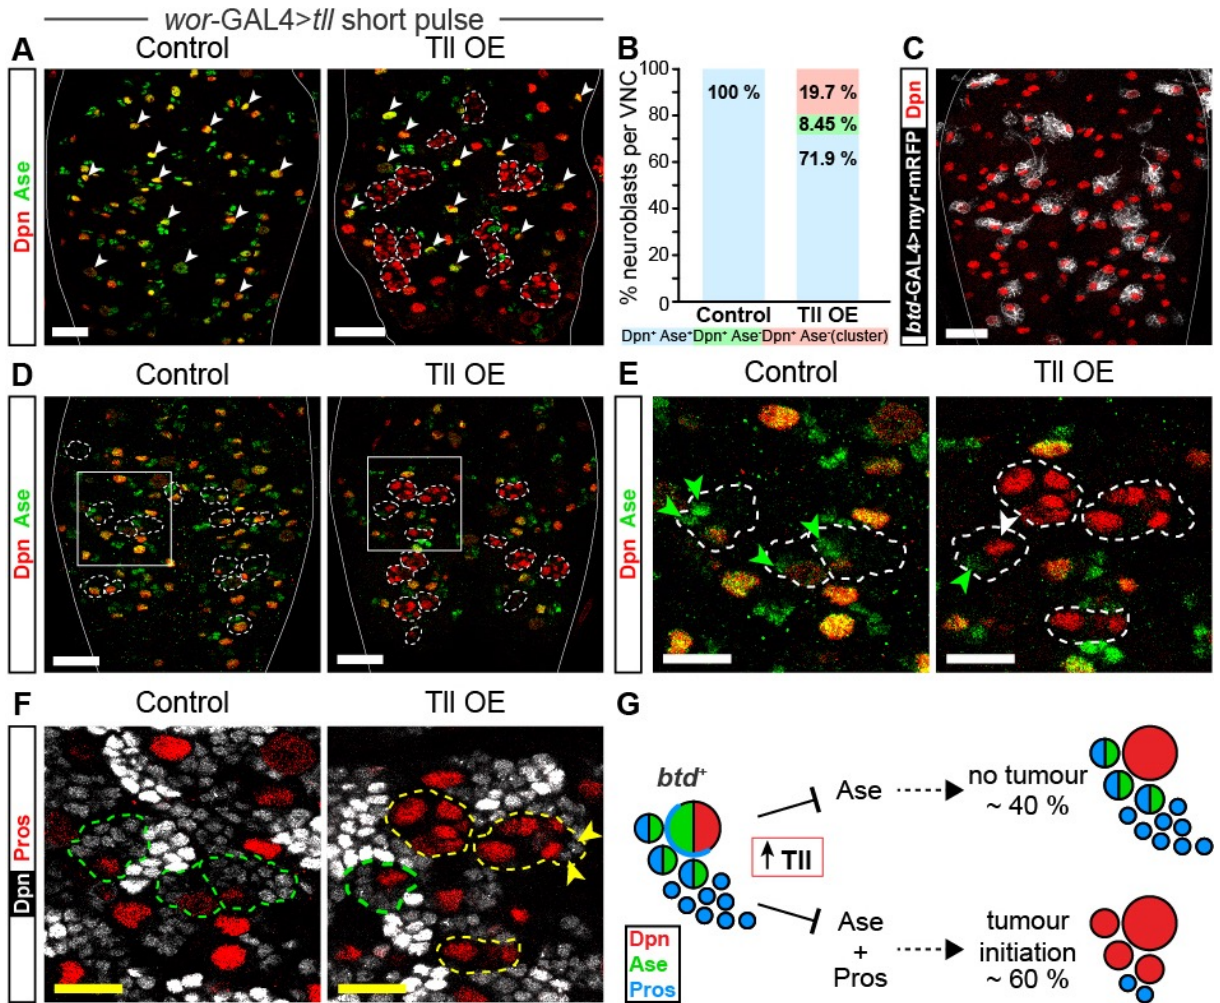 wor-GAL4>tll short pulse
A
Control
Tll OE
Dpn Ase
B
% neuroblasts per VNC
100
80
60
40
20
0
100 %
19.7 %
8.45 %
71.9 %
Control
Tll OE
Dpn⁺ Ase⁺Dpn⁺ Ase⁻Dpn⁺ Ase⁻(cluster)
C
btd-GAL4>myr-mRFP Dpn
D
Control
Tll OE
Dpn Ase
E
Control
Tll OE
Dpn Ase
F
Control
Tll OE
Dpn Pros
G
btd⁺
↑ Tll
Ase
no tumour
~ 40 %
Ase
+
Pros
tumour
initiation
~ 60 %
Dpn
Ase
Pros